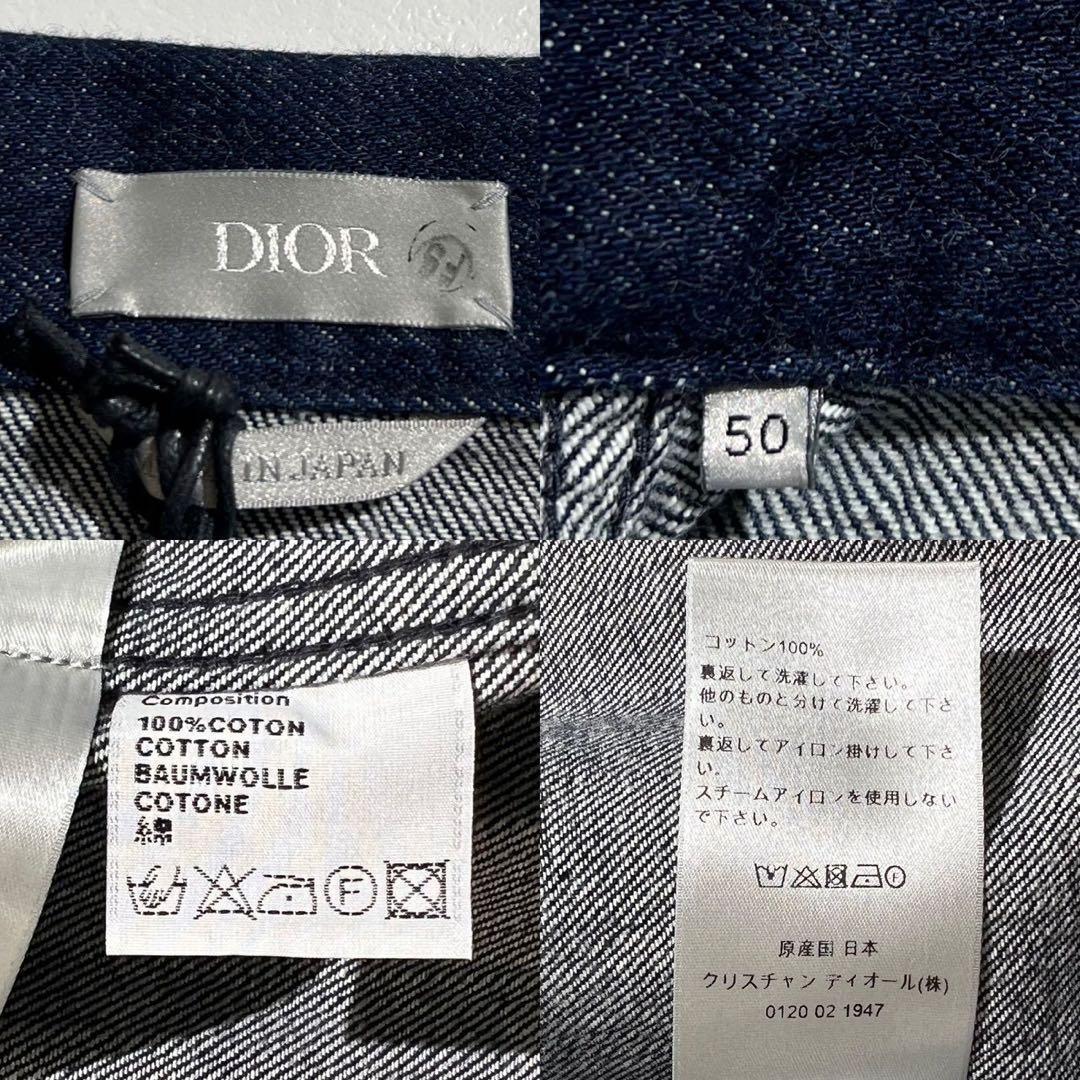 DIOR
FS
IN JAPAN
50
Composition
100%COTON
COTTON
BAUMWOLLE
COTONE
綿
F
コットン100%
裏返して洗濯して下さい。
他のものと分けて洗濯して下さ
い。
裏返してアイロン掛けして下さ
い。
スチームアイロンを使用しない
で下さい。
F
原産国 日本
クリスチャン ディオール(株)
0120 02 1947